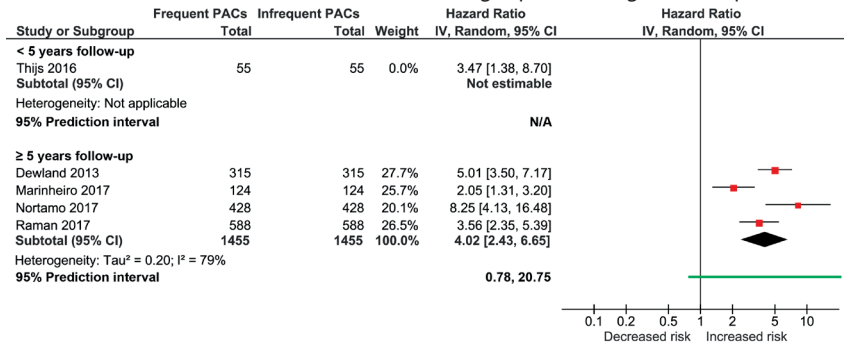 Frequent PACs Infrequent PACs Hazard Ratio Hazard Ratio
Study or Subgroup Total Total Weight IV, Random, 95% CI IV, Random, 95% CI
< 5 years follow-up
Thijs 2016 55 55 0.0% 3.47 [1.38, 8.70]
Subtotal (95% CI) Not estimable
Heterogeneity: Not applicable
95% Prediction interval N/A
≥ 5 years follow-up
Dewland 2013 315 315 27.7% 5.01 [3.50, 7.17]
Marinheiro 2017 124 124 25.7% 2.05 [1.31, 3.20]
Nortamo 2017 428 428 20.1% 8.25 [4.13, 16.48]
Raman 2017 588 588 26.5% 3.56 [2.35, 5.39]
Subtotal (95% CI) 1455 1455 100.0% 4.02 [2.43, 6.65]
Heterogeneity: Tau² = 0.20; I² = 79%
95% Prediction interval 0.78, 20.75
0.1 0.2 0.5 1 2 5 10
Decreased risk Increased risk